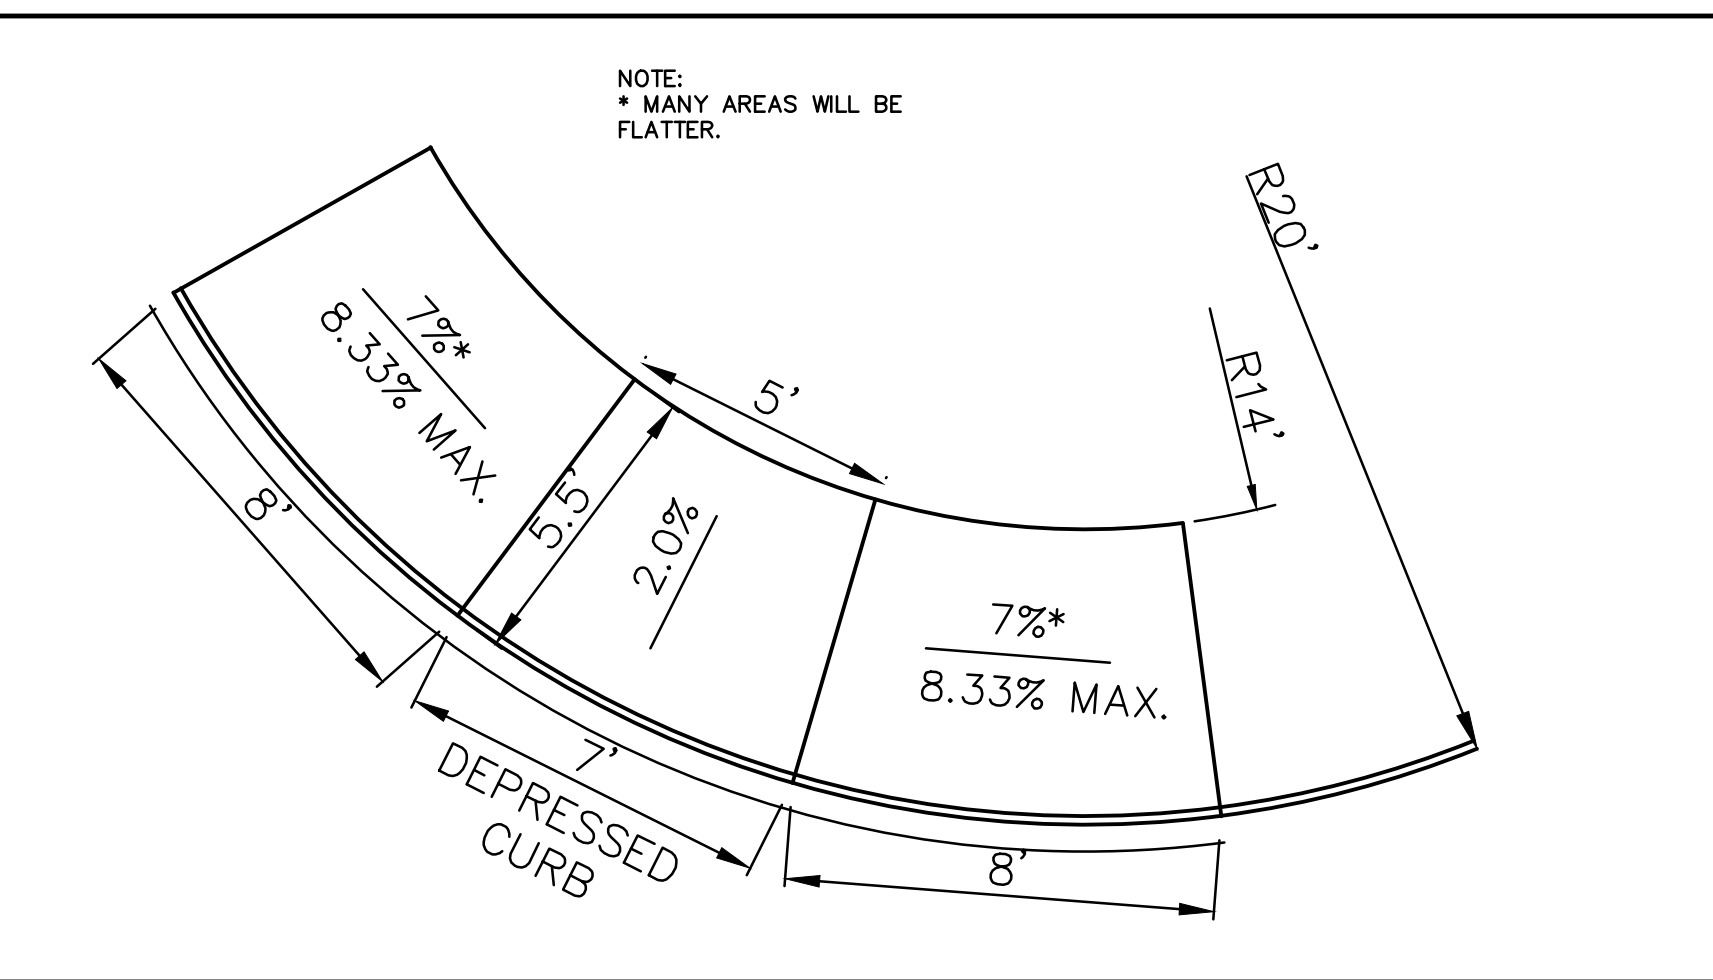 NOTE:
* MANY AREAS WILL BE
FLATTER.
R20'
7%*
8.33% MAX.
5'
R14'
8'
5.5'
2.0%
7%*
8.33% MAX.
7'
DEPRESSED
CURB
8'